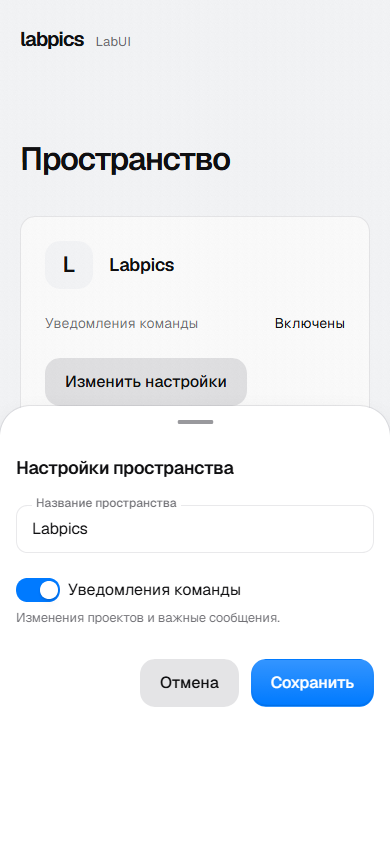 labpics LabUI
Пространство
L Labpics
Уведомления команды Включены
Изменить настройки
Настройки пространства
Название пространства
Labpics
Уведомления команды
Изменения проектов и важные сообщения.
Отмена Сохранить